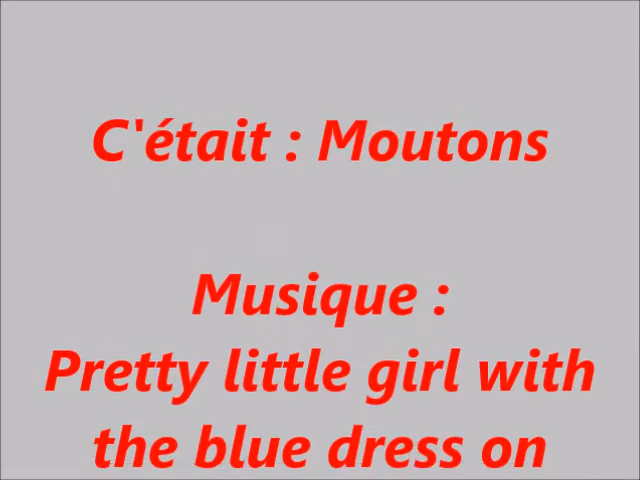 C'était : Moutons
Musique :
Pretty little girl with
the blue dress on